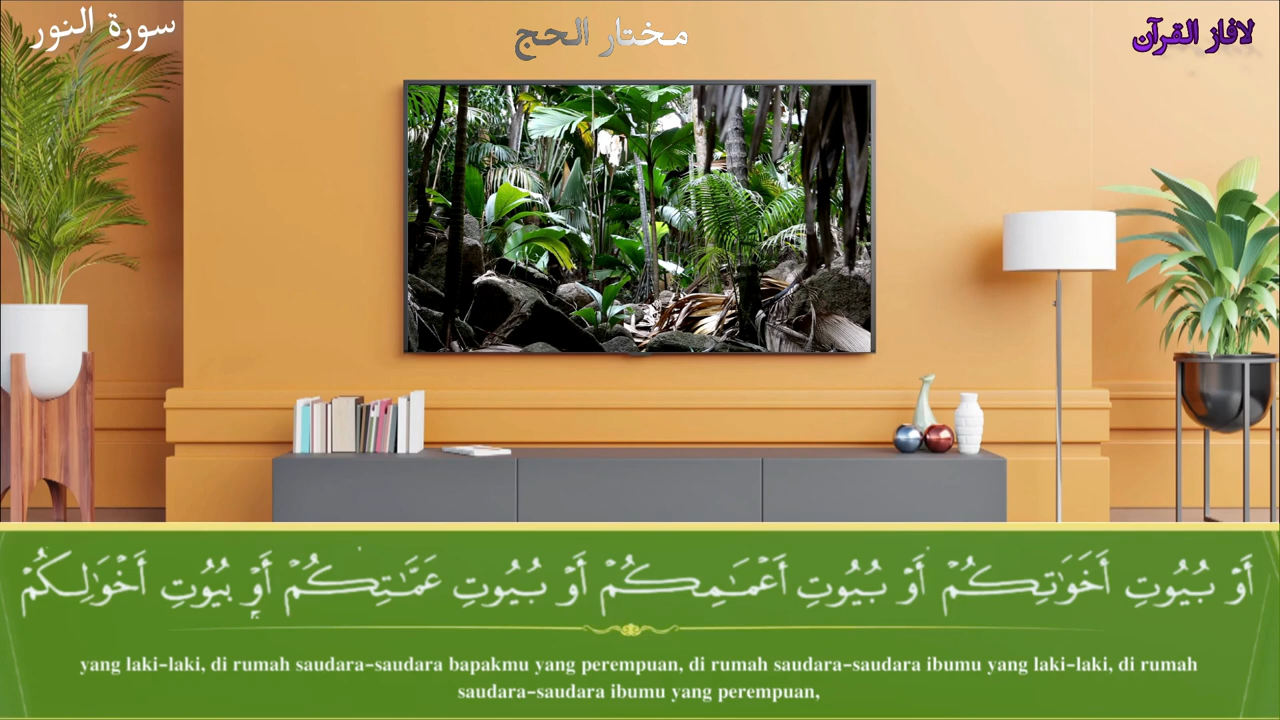 سورة النور
مختار الحج
لافاز القرآن
أَوْ بُيُوتِ أَخَوَٰتِكُمْ أَوْ بُيُوتِ أَعْمَـٰمِكُمْ أَوْ بُيُوتِ عَمَّـٰتِكُمْ أَوْ بُيُوتِ أَخْوَٰلِكُمْ
yang laki-laki, di rumah saudara-saudara bapakmu yang perempuan, di rumah saudara-saudara ibumu yang laki-laki, di rumah
saudara-saudara ibumu yang perempuan,